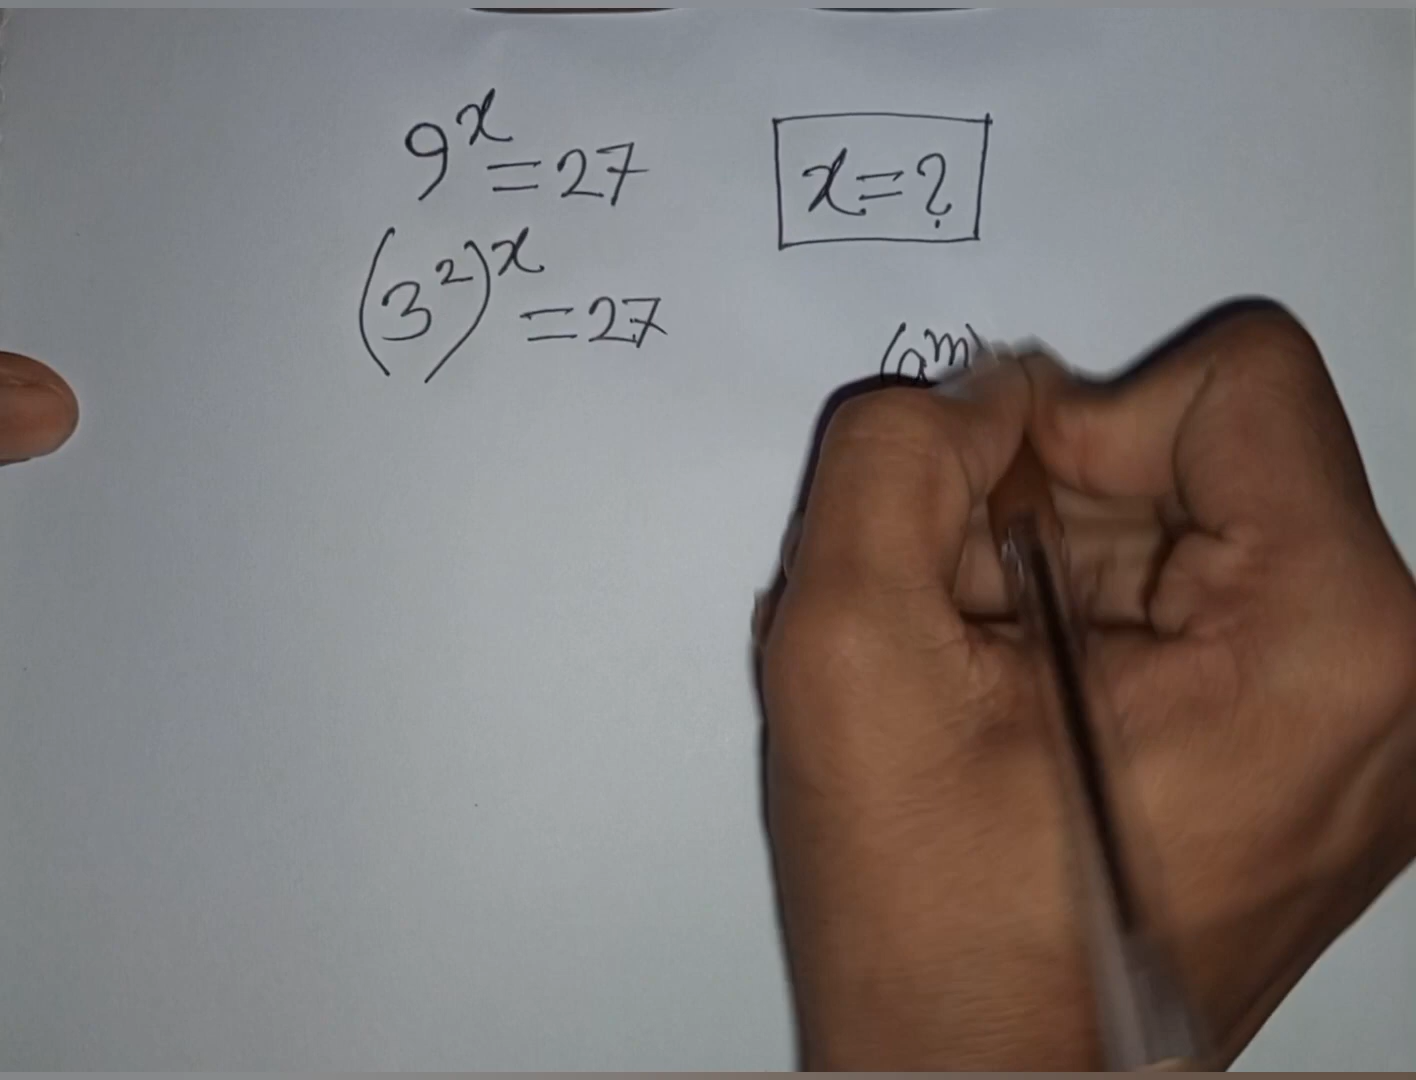 9^x = 27
x = ?
(3^2)^x = 27
(a^m)